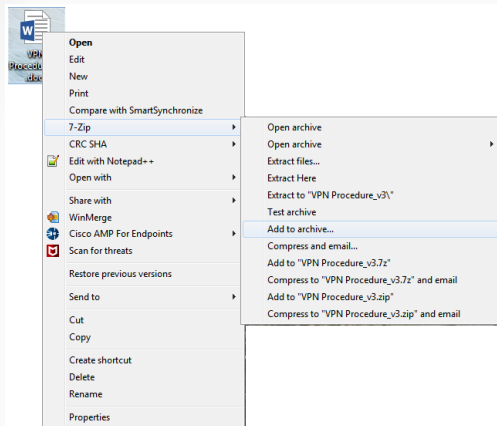 W
VPN
Procedure
.doc
Open
Edit
New
Print
Compare with SmartSynchronize
7-Zip
CRC SHA
Edit with Notepad++
Open with
Share with
WinMerge
Cisco AMP For Endpoints
Scan for threats
Restore previous versions
Send to
Cut
Copy
Create shortcut
Delete
Rename
Properties
Open archive
Open archive
Extract files...
Extract Here
Extract to "VPN Procedure_v3\"
Test archive
Add to archive...
Compress and email...
Add to "VPN Procedure_v3.7z"
Compress to "VPN Procedure_v3.7z" and email
Add to "VPN Procedure_v3.zip"
Compress to "VPN Procedure_v3.zip" and email